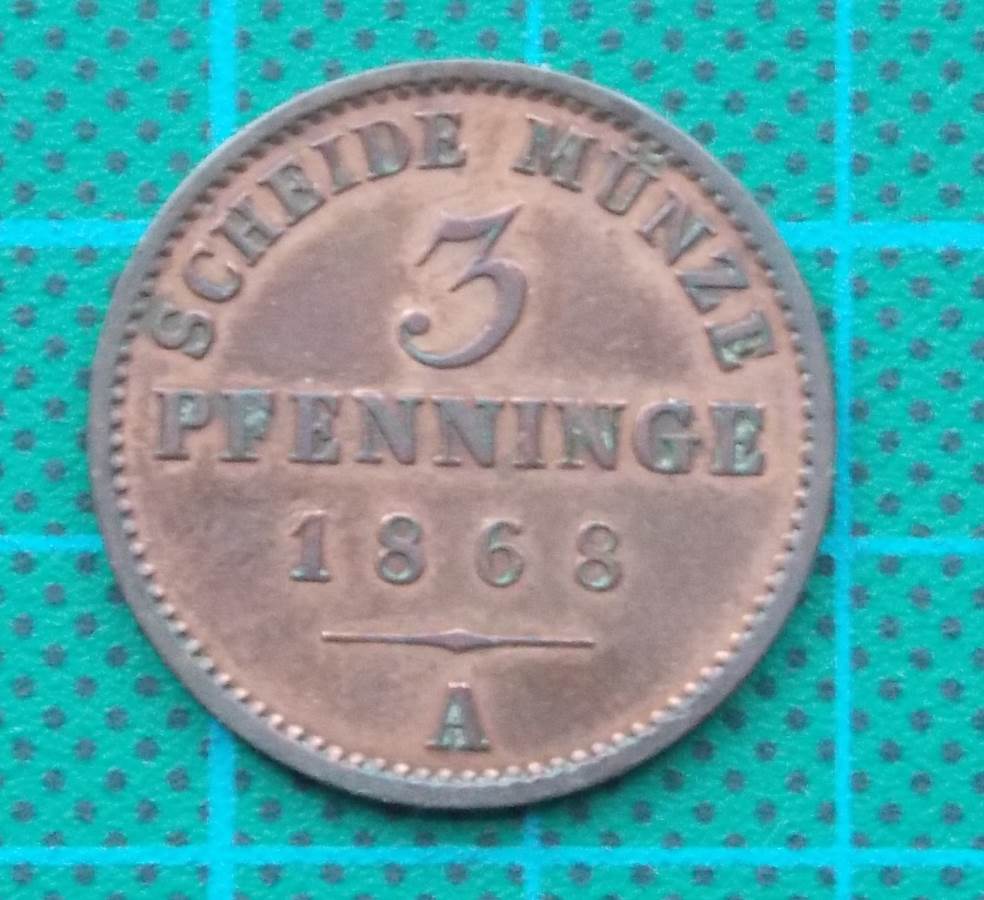 SCHEIDE MÜNZE
3
PFENNINGE
1868
A